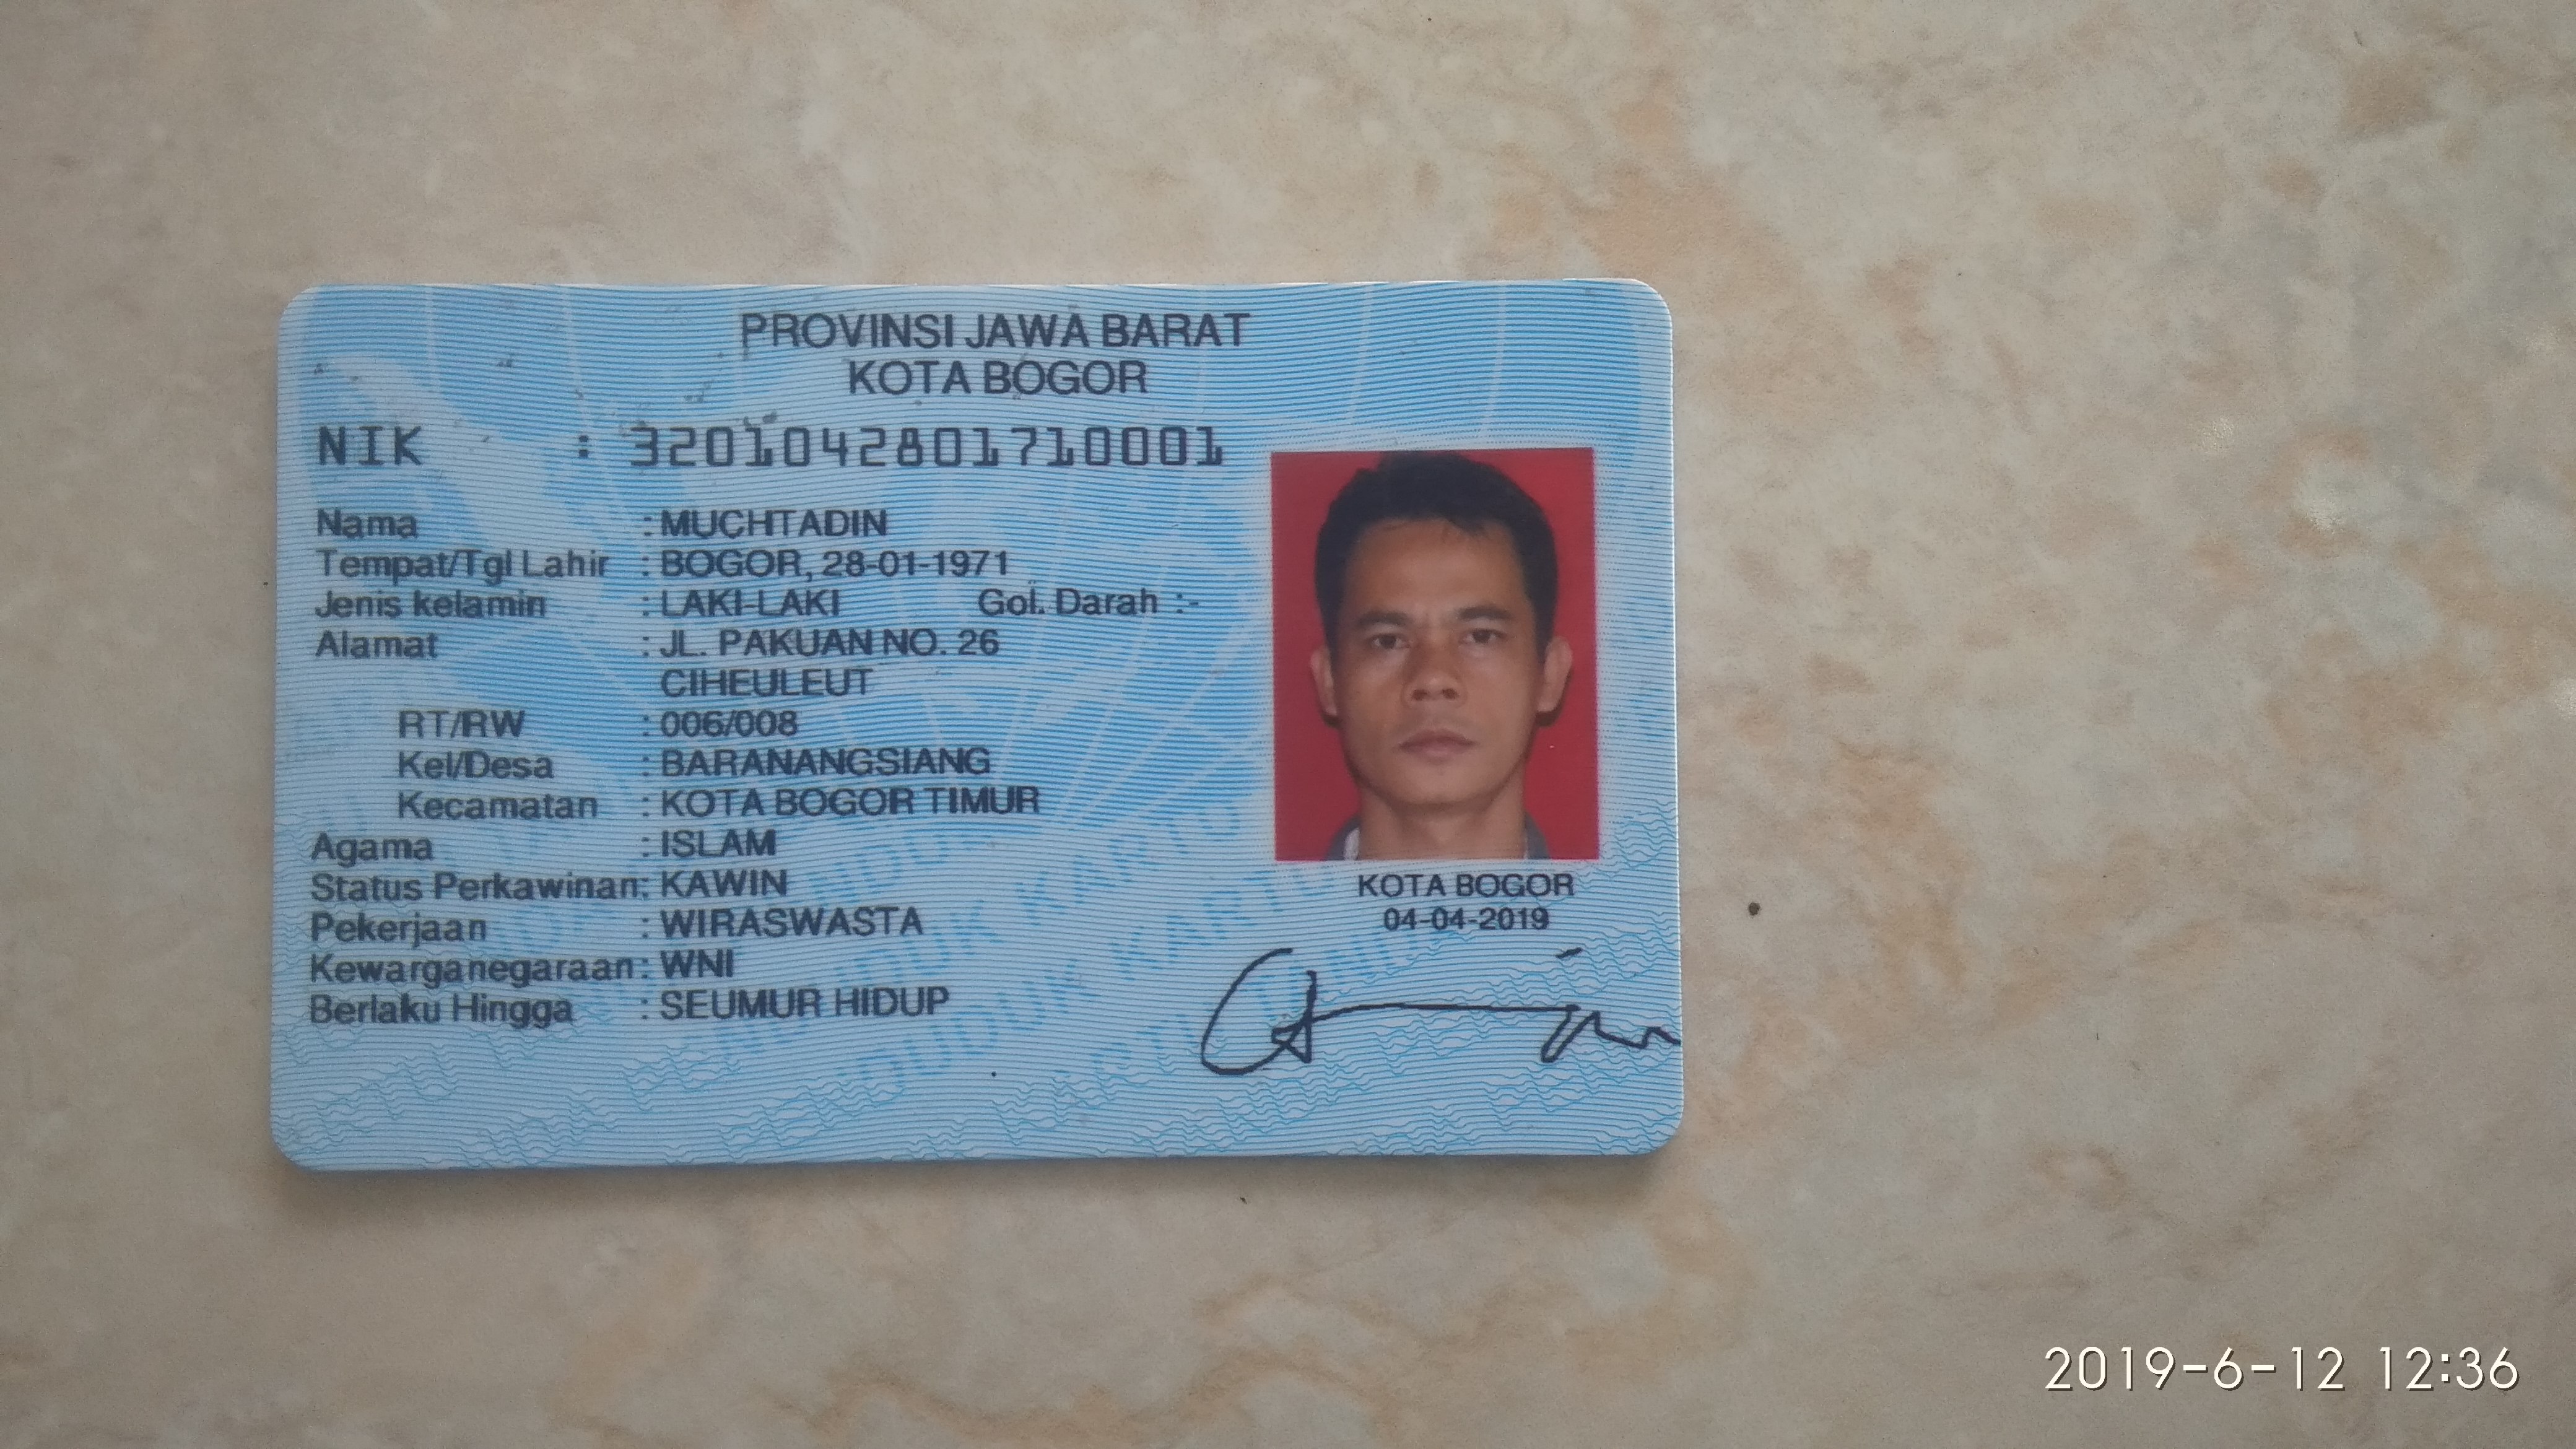 PROVINSI JAWA BARAT
KOTA BOGOR
NIK : 3201042801710001
Nama : MUCHTADIN
Tempat/Tgl Lahir : BOGOR, 28-01-1971
Jenis kelamin : LAKI-LAKI Gol. Darah :-
Alamat : JL. PAKUAN NO. 26
CIHEULEUT
RT/RW : 006/008
Kel/Desa : BARANANGSIANG
Kecamatan : KOTA BOGOR TIMUR
Agama : ISLAM
Status Perkawinan: KAWIN
Pekerjaan : WIRASWASTA
Kewarganegaraan: WNI
Berlaku Hingga : SEUMUR HIDUP
KOTA BOGOR
04-04-2019
2019-6-12 12:36